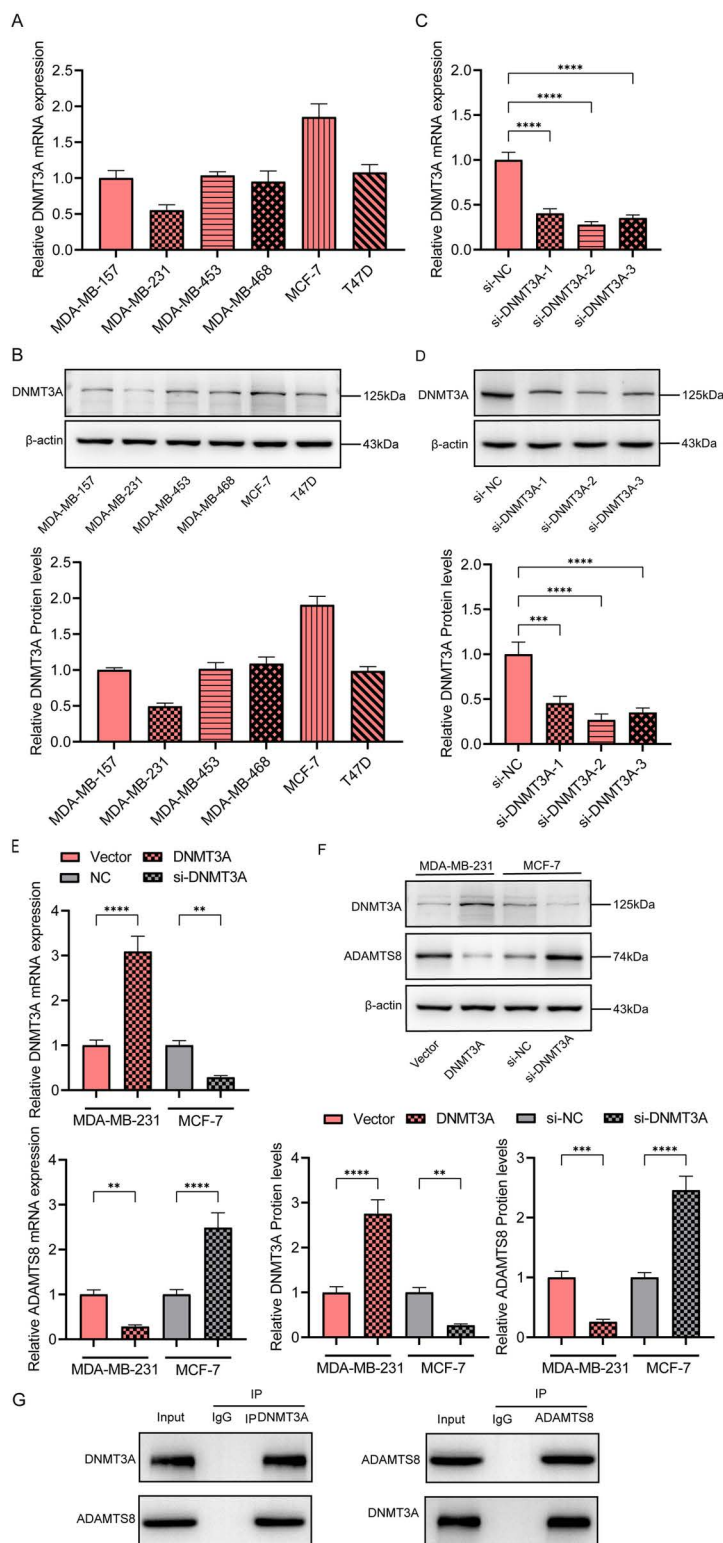 A
Relative DNMT3A mRNA expression
2.5
2.0
1.5
1.0
0.5
0.0
MDA-MB-157
MDA-MB-231
MDA-MB-453
MDA-MB-468
MCF-7
T47D
C
Relative DNMT3A mRNA expression
2.0
1.5
1.0
0.5
0.0
****
****
****
si-NC
si-DNMT3A-1
si-DNMT3A-2
si-DNMT3A-3
B
DNMT3A
125kDa
β-actin
43kDa
MDA-MB-157
MDA-MB-231
MDA-MB-453
MDA-MB-468
MCF-7
T47D
Relative DNMT3A Protien levels
2.5
2.0
1.5
1.0
0.5
0.0
MDA-MB-157
MDA-MB-231
MDA-MB-453
MDA-MB-468
MCF-7
T47D
D
DNMT3A
125kDa
β-actin
43kDa
si-NC
si-DNMT3A-1
si-DNMT3A-2
si-DNMT3A-3
Relative DNMT3A Protein levels
2.0
1.5
1.0
0.5
0.0
****
****
***
si-NC
si-DNMT3A-1
si-DNMT3A-2
si-DNMT3A-3
E
Vector DNMT3A
NC si-DNMT3A
Relative DNMT3A mRNA expression
4
3
2
1
0
**** **
MDA-MB-231 MCF-7
Relative ADAMTS8 mRNA expression
4
3
2
1
0
** ****
MDA-MB-231 MCF-7
F
MDA-MB-231 MCF-7
DNMT3A
125kDa
ADAMTS8
74kDa
β-actin
43kDa
Vector
DNMT3A
si-NC
si-DNMT3A
Vector DNMT3A si-NC si-DNMT3A
Relative DNMT3A Protien levels
4
3
2
1
0
**** **
MDA-MB-231 MCF-7
Relative ADAMTS8 Protien levels
3
2
1
0
*** ****
MDA-MB-231 MCF-7
G
IP
Input IgG IPDNMT3A
DNMT3A
ADAMTS8
IP
Input IgG ADAMTS8
ADAMTS8
DNMT3A